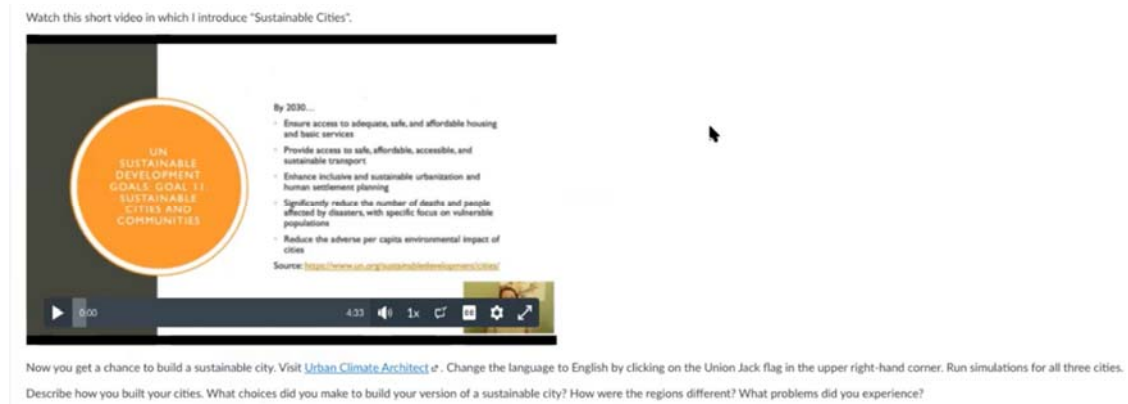 Watch this short video in which I introduce "Sustainable Cities".
UN
SUSTAINABLE
DEVELOPMENT
GOALS: GOAL 11
SUSTAINABLE
CITIES AND
COMMUNITIES
By 2030...
Ensure access to adequate, safe, and affordable housing
and basic services
Provide access to safe, affordable, accessible, and
sustainable transport
Enhance inclusive and sustainable urbanization and
human settlement planning
Significantly reduce the number of deaths and people
affected by disasters, with specific focus on vulnerable
populations
Reduce the adverse per capita environmental impact of
cities
Source: https://www.un.org/sustainabledevelopment/cities/
0:00
4:33
1x
CC
Now you get a chance to build a sustainable city. Visit Urban Climate Architect. Change the language to English by clicking on the Union Jack flag in the upper right-hand corner. Run simulations for all three cities.
Describe how you built your cities. What choices did you make to build your version of a sustainable city? How were the regions different? What problems did you experience?